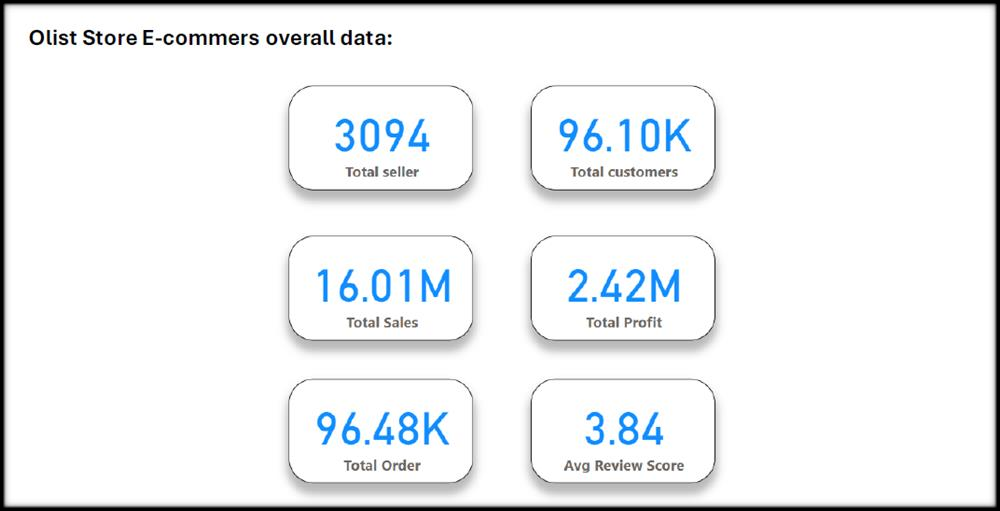 Olist Store E-commers overall data:
3094
Total seller
96.10K
Total customers
16.01M
Total Sales
2.42M
Total Profit
96.48K
Total Order
3.84
Avg Review Score